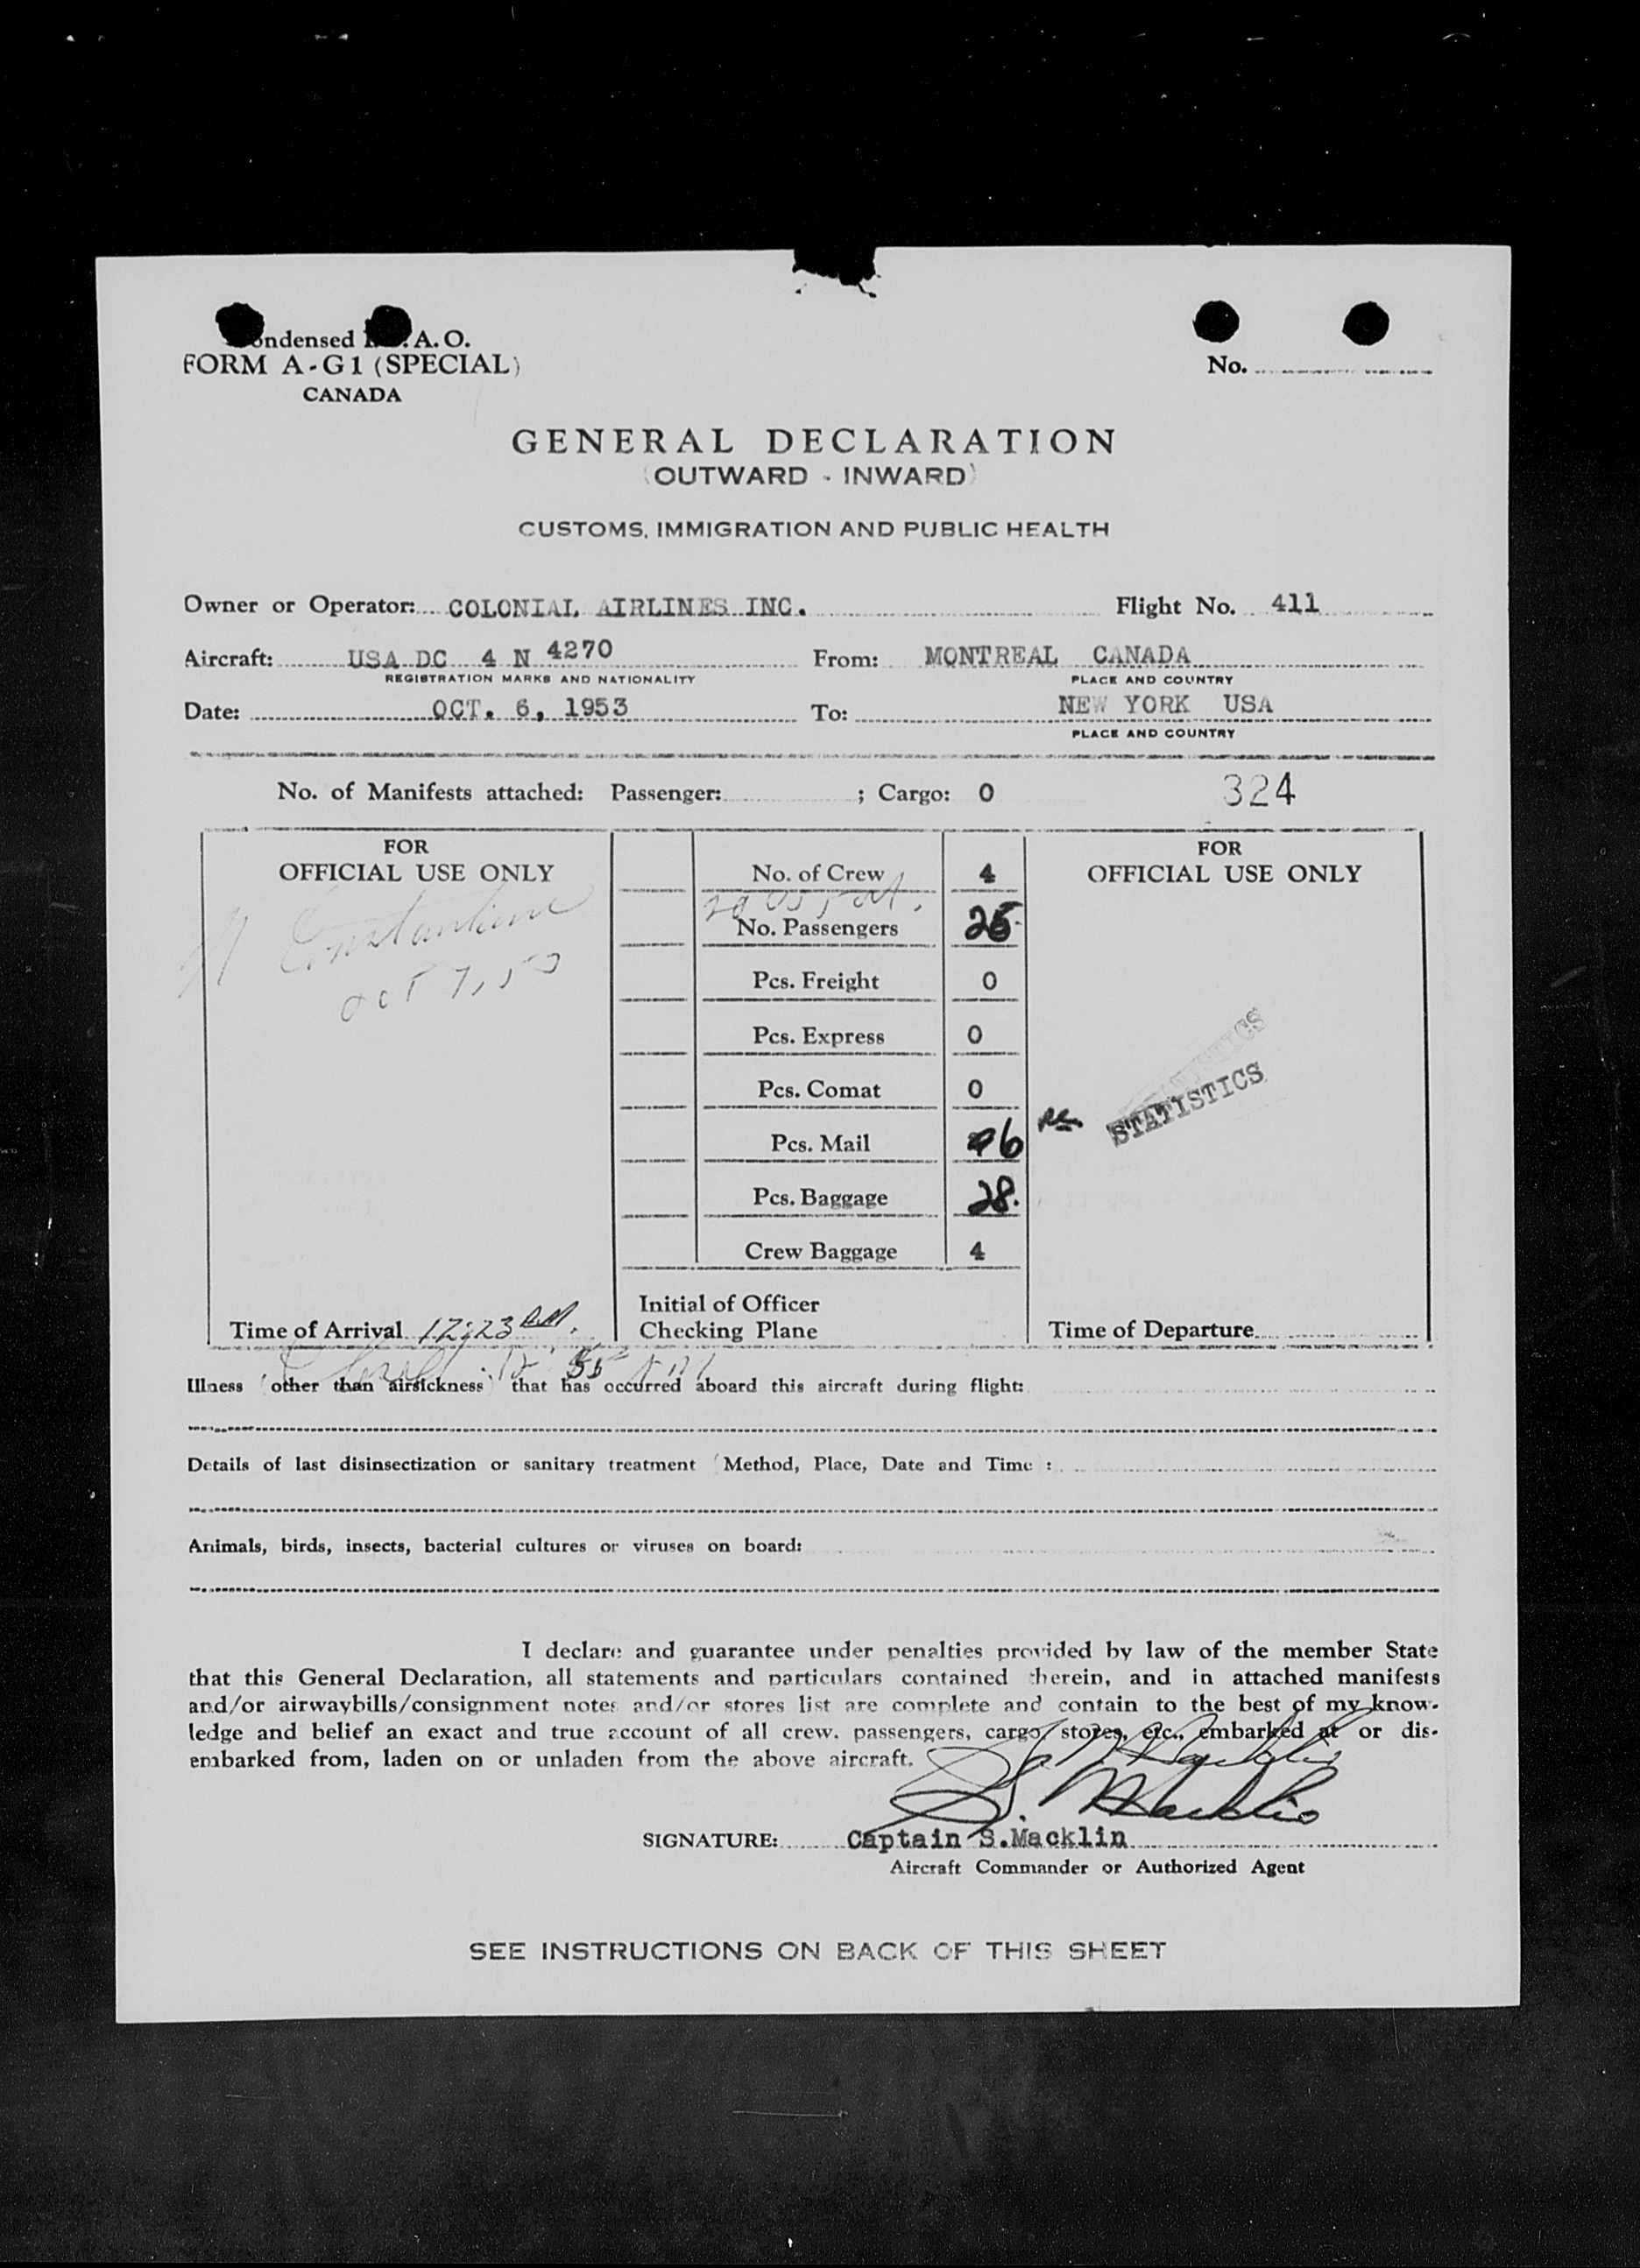 ondensed A. O.
FORM A-G1 (SPECIAL)
CANADA
No.
GENERAL DECLARATION
(OUTWARD - INWARD)
CUSTOMS, IMMIGRATION AND PUBLIC HEALTH
Owner or Operator: COLONIAL AIRLINES INC. Flight No. 411
Aircraft: USA DC 4 N 4270 From: MONTREAL CANADA
REGISTRATION MARKS AND NATIONALITY PLACE AND COUNTRY
Date: OCT. 6, 1953 To: NEW YORK USA
PLACE AND COUNTRY
No. of Manifests attached: Passenger: ; Cargo: 0 324
FOR
OFFICIAL USE ONLY
Constantine
Oct 7, 53
Time of Arrival 12:23 AM.
No. of Crew 4
No. Passengers 25
Pcs. Freight 0
Pcs. Express 0
Pcs. Comat 0
Pcs. Mail 96
Pcs. Baggage 28.
Crew Baggage 4
Initial of Officer
Checking Plane
FOR
OFFICIAL USE ONLY
STATISTICS
STATISTICS
Time of Departure
Illness (other than airsickness) that has occurred aboard this aircraft during flight:
Details of last disinsectization or sanitary treatment (Method, Place, Date and Time) :
Animals, birds, insects, bacterial cultures or viruses on board:
I declare and guarantee under penalties provided by law of the member State
that this General Declaration, all statements and particulars contained therein, and in attached manifests
and/or airwaybills/consignment notes and/or stores list are complete and contain to the best of my know-
ledge and belief an exact and true account of all crew, passengers, cargo, stores, etc., embarked at or dis-
embarked from, laden on or unladen from the above aircraft.
S. Macklin
S. Macklin
SIGNATURE: Captain S.Macklin
Aircraft Commander or Authorized Agent
SEE INSTRUCTIONS ON BACK OF THIS SHEET